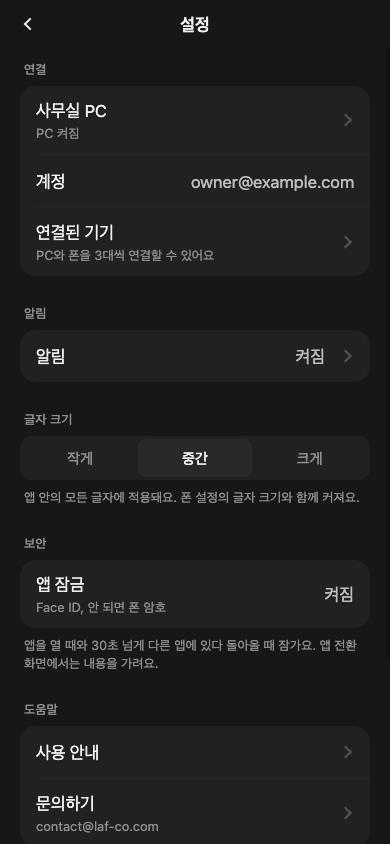 설정
연결
사무실 PC
PC 켜짐
계정
owner@example.com
연결된 기기
PC와 폰을 3대씩 연결할 수 있어요
알림
알림
켜짐
글자 크기
작게
중간
크게
앱 안의 모든 글자에 적용돼요. 폰 설정의 글자 크기와 함께 커져요.
보안
앱 잠금
Face ID, 안 되면 폰 암호
켜짐
앱을 열 때와 30초 넘게 다른 앱에 있다 돌아올 때 잠가요. 앱 전환
화면에서는 내용을 가려요.
도움말
사용 안내
문의하기
contact@laf-co.com